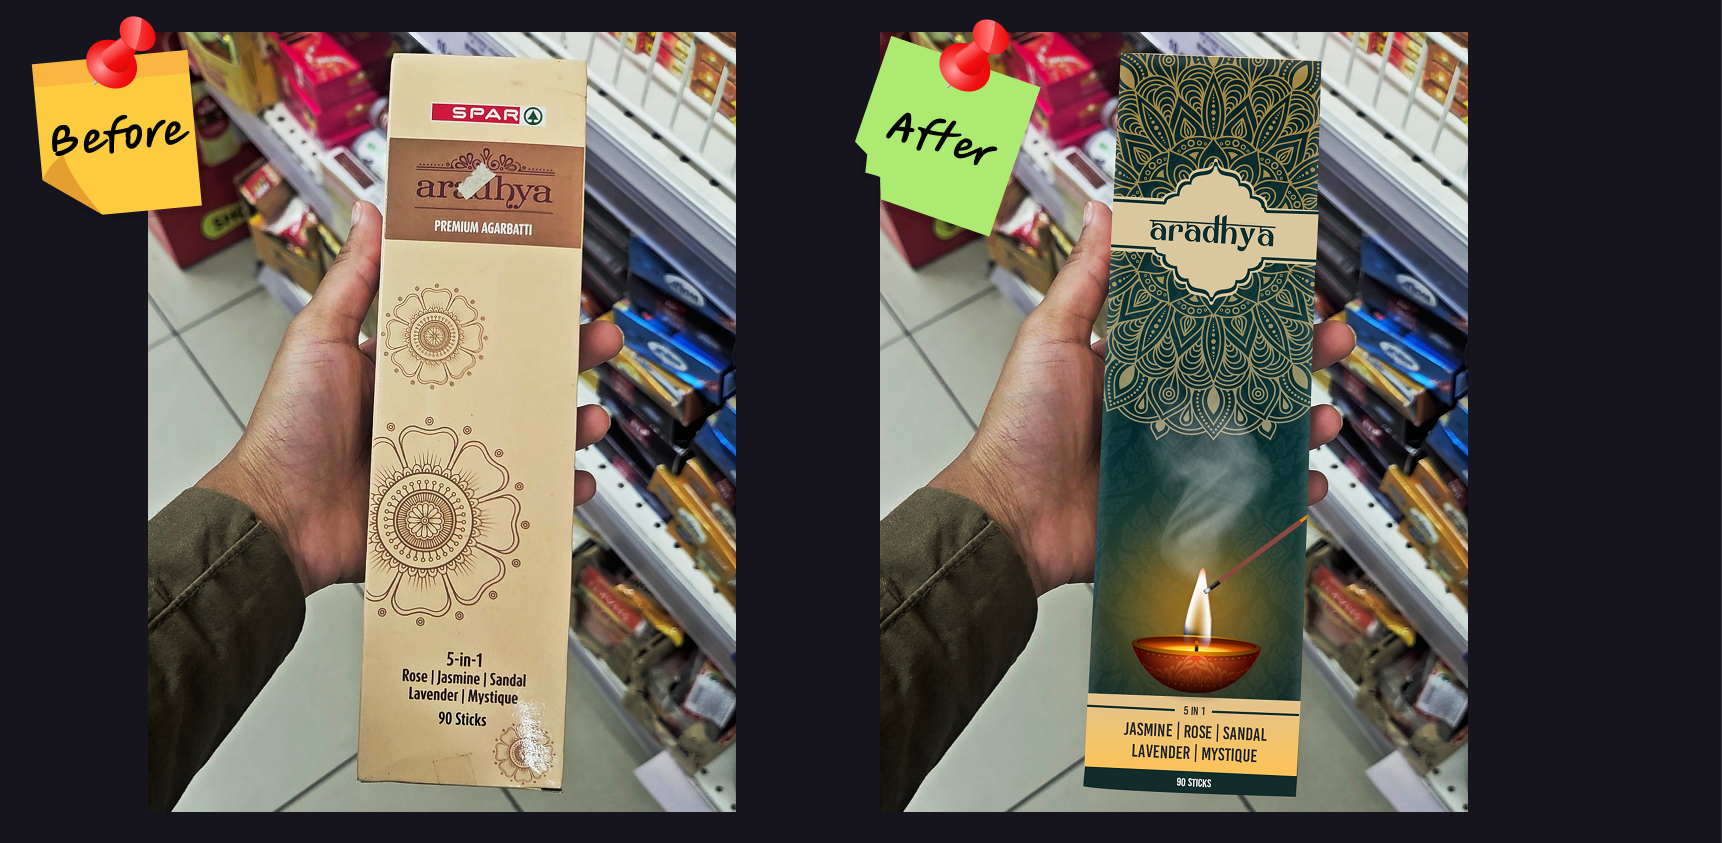 Before
SPAR
aradhya
PREMIUM AGARBATTI
5-in-1
Rose | Jasmine | Sandal
Lavender | Mystique
90 Sticks
After
aradhya
5 IN 1
JASMINE | ROSE | SANDAL
LAVENDER | MYSTIQUE
90 STICKS